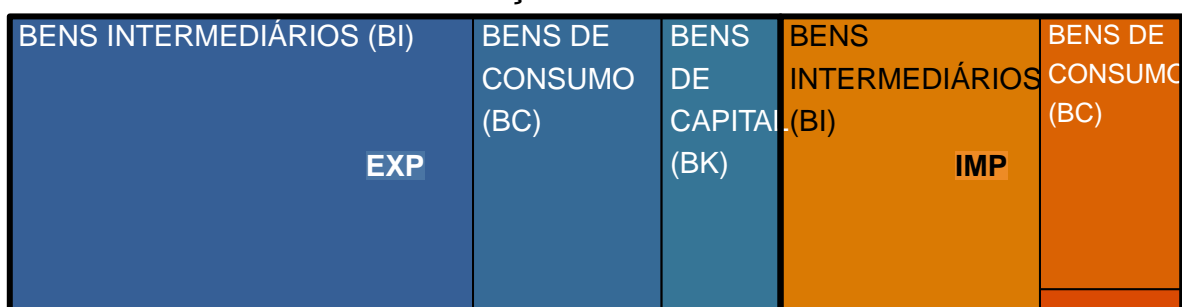 BENS INTERMEDIÁRIOS (BI)
EXP
BENS DE
CONSUMO
(BC)
BENS
DE
CAPITAL
(BK)
BENS
INTERMEDIÁRIOS
(BI)
IMP
BENS DE
CONSUMO
(BC)